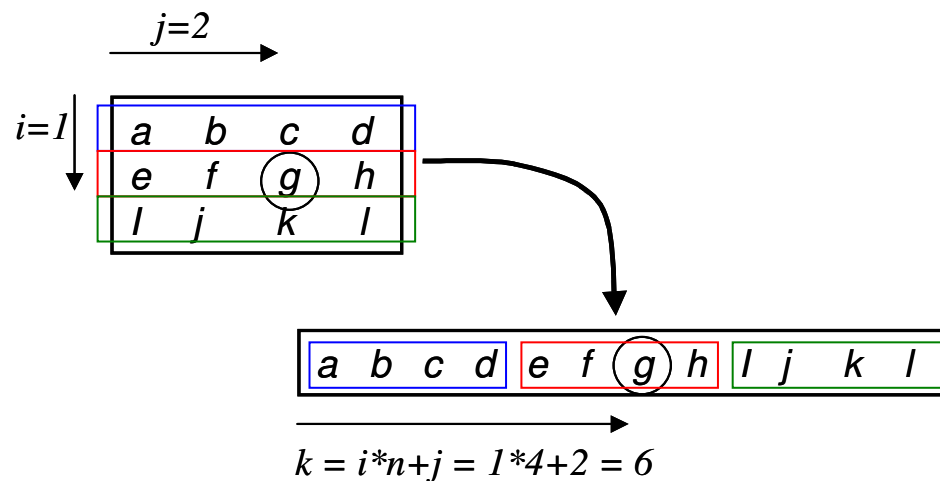 j=2
i=1
a b c d
e f g h
I j k l
a b c d e f g h I j k l
k = i*n+j = 1*4+2 = 6